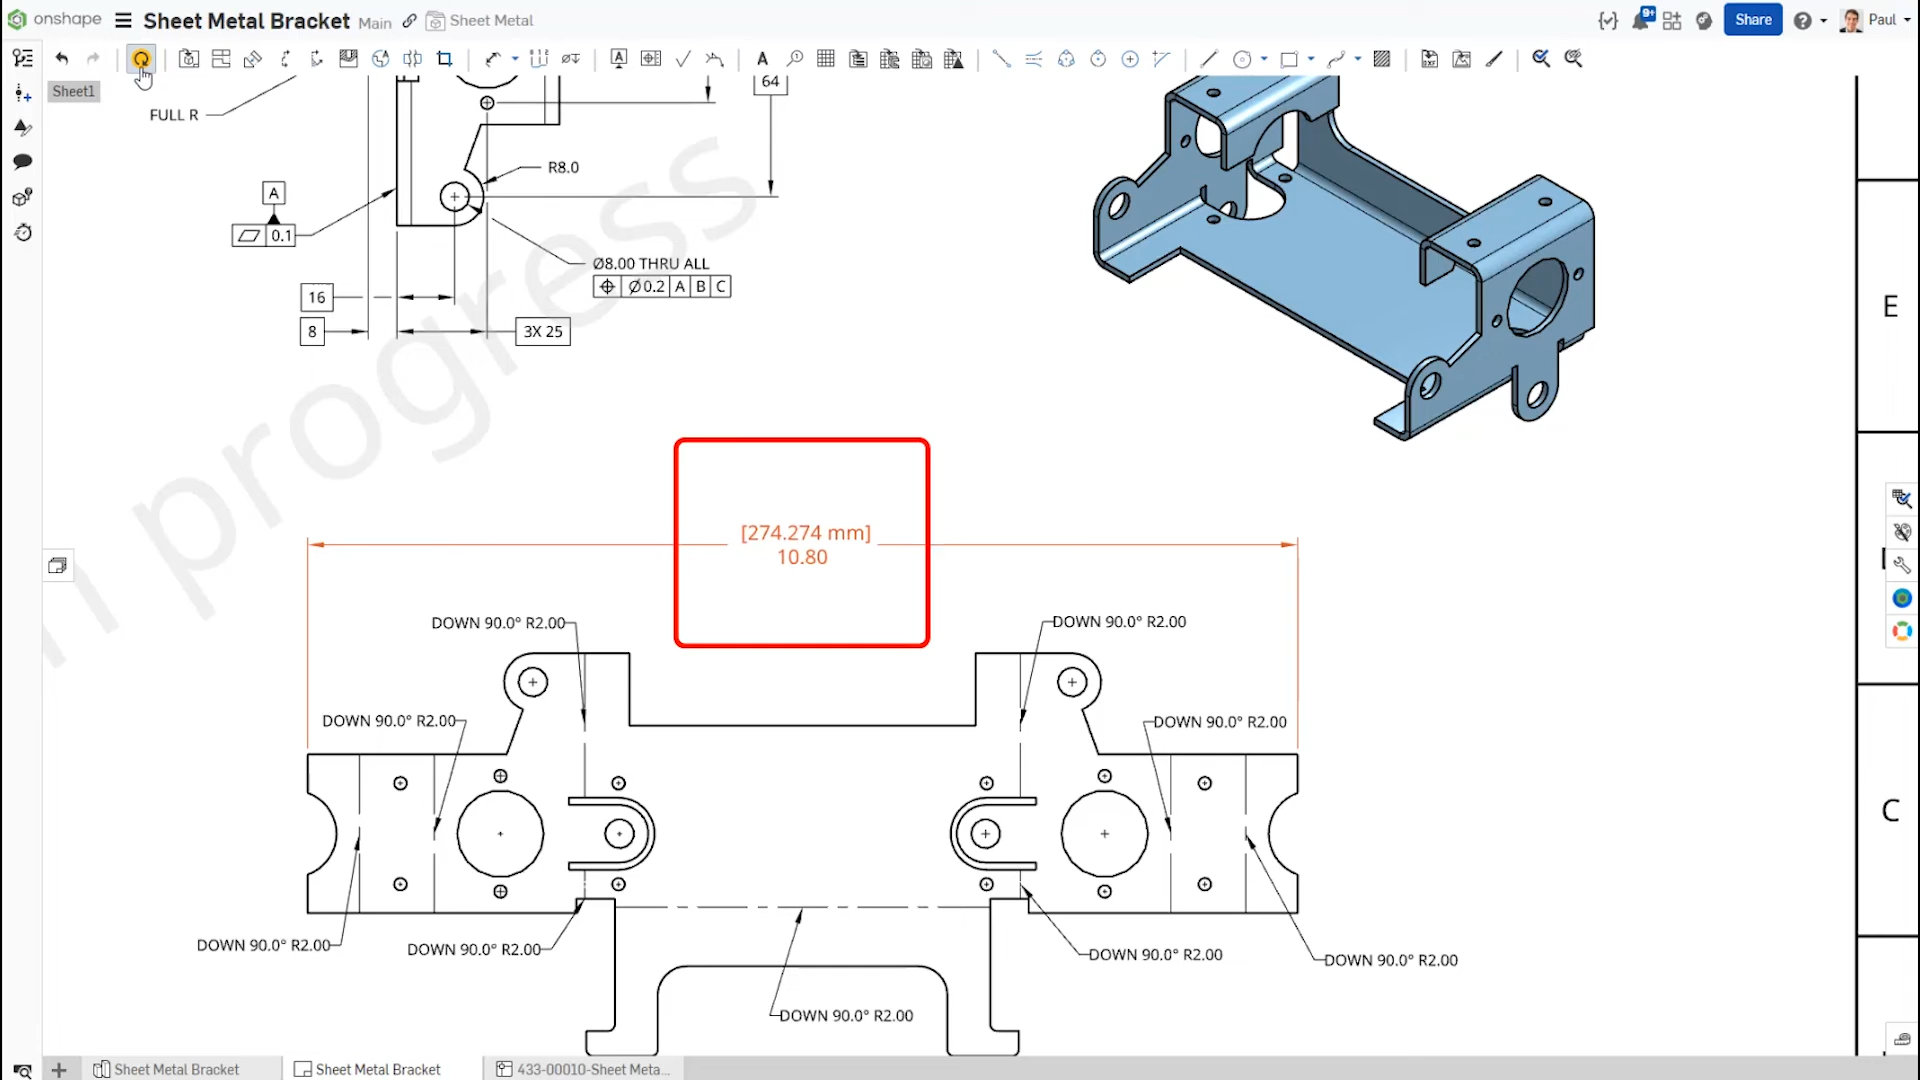 onshape
Sheet Metal Bracket Main Sheet Metal
9+
Share
Paul
Sheet1
FULL R
64
R8.0
A
0.1
Ø8.00 THRU ALL
Ø0.2 A B C
16
8
3X 25
E
n progress
[274.274 mm]
10.80
DOWN 90.0° R2.00
DOWN 90.0° R2.00
DOWN 90.0° R2.00
DOWN 90.0° R2.00
C
DOWN 90.0° R2.00
DOWN 90.0° R2.00
DOWN 90.0° R2.00
DOWN 90.0° R2.00
DOWN 90.0° R2.00
Sheet Metal Bracket
Sheet Metal Bracket
433-00010-Sheet Meta...